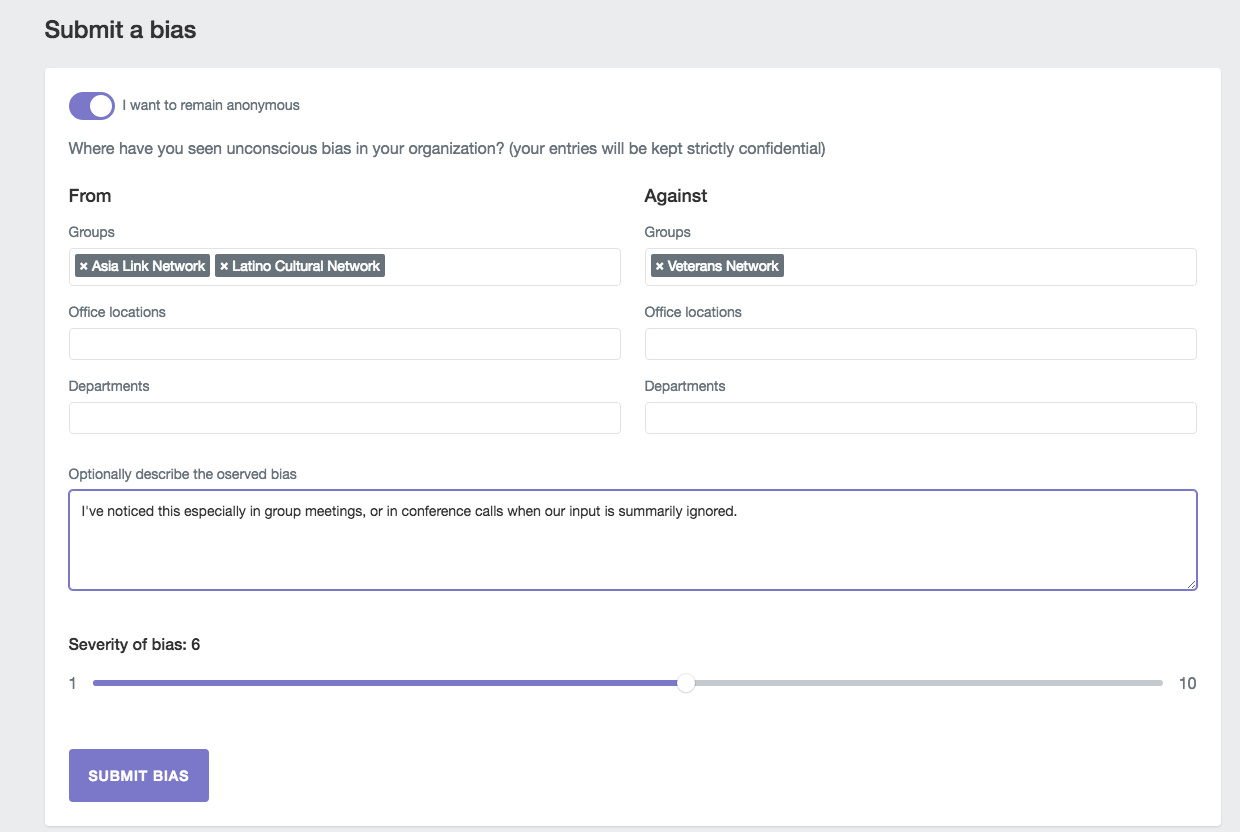 Submit a bias
I want to remain anonymous
Where have you seen unconscious bias in your organization? (your entries will be kept strictly confidential)
From
Against
Groups
Groups
× Asia Link Network × Latino Cultural Network
× Veterans Network
Office locations
Office locations
Departments
Departments
Optionally describe the oserved bias
I've noticed this especially in group meetings, or in conference calls when our input is summarily ignored.
Severity of bias: 6
1
10
SUBMIT BIAS